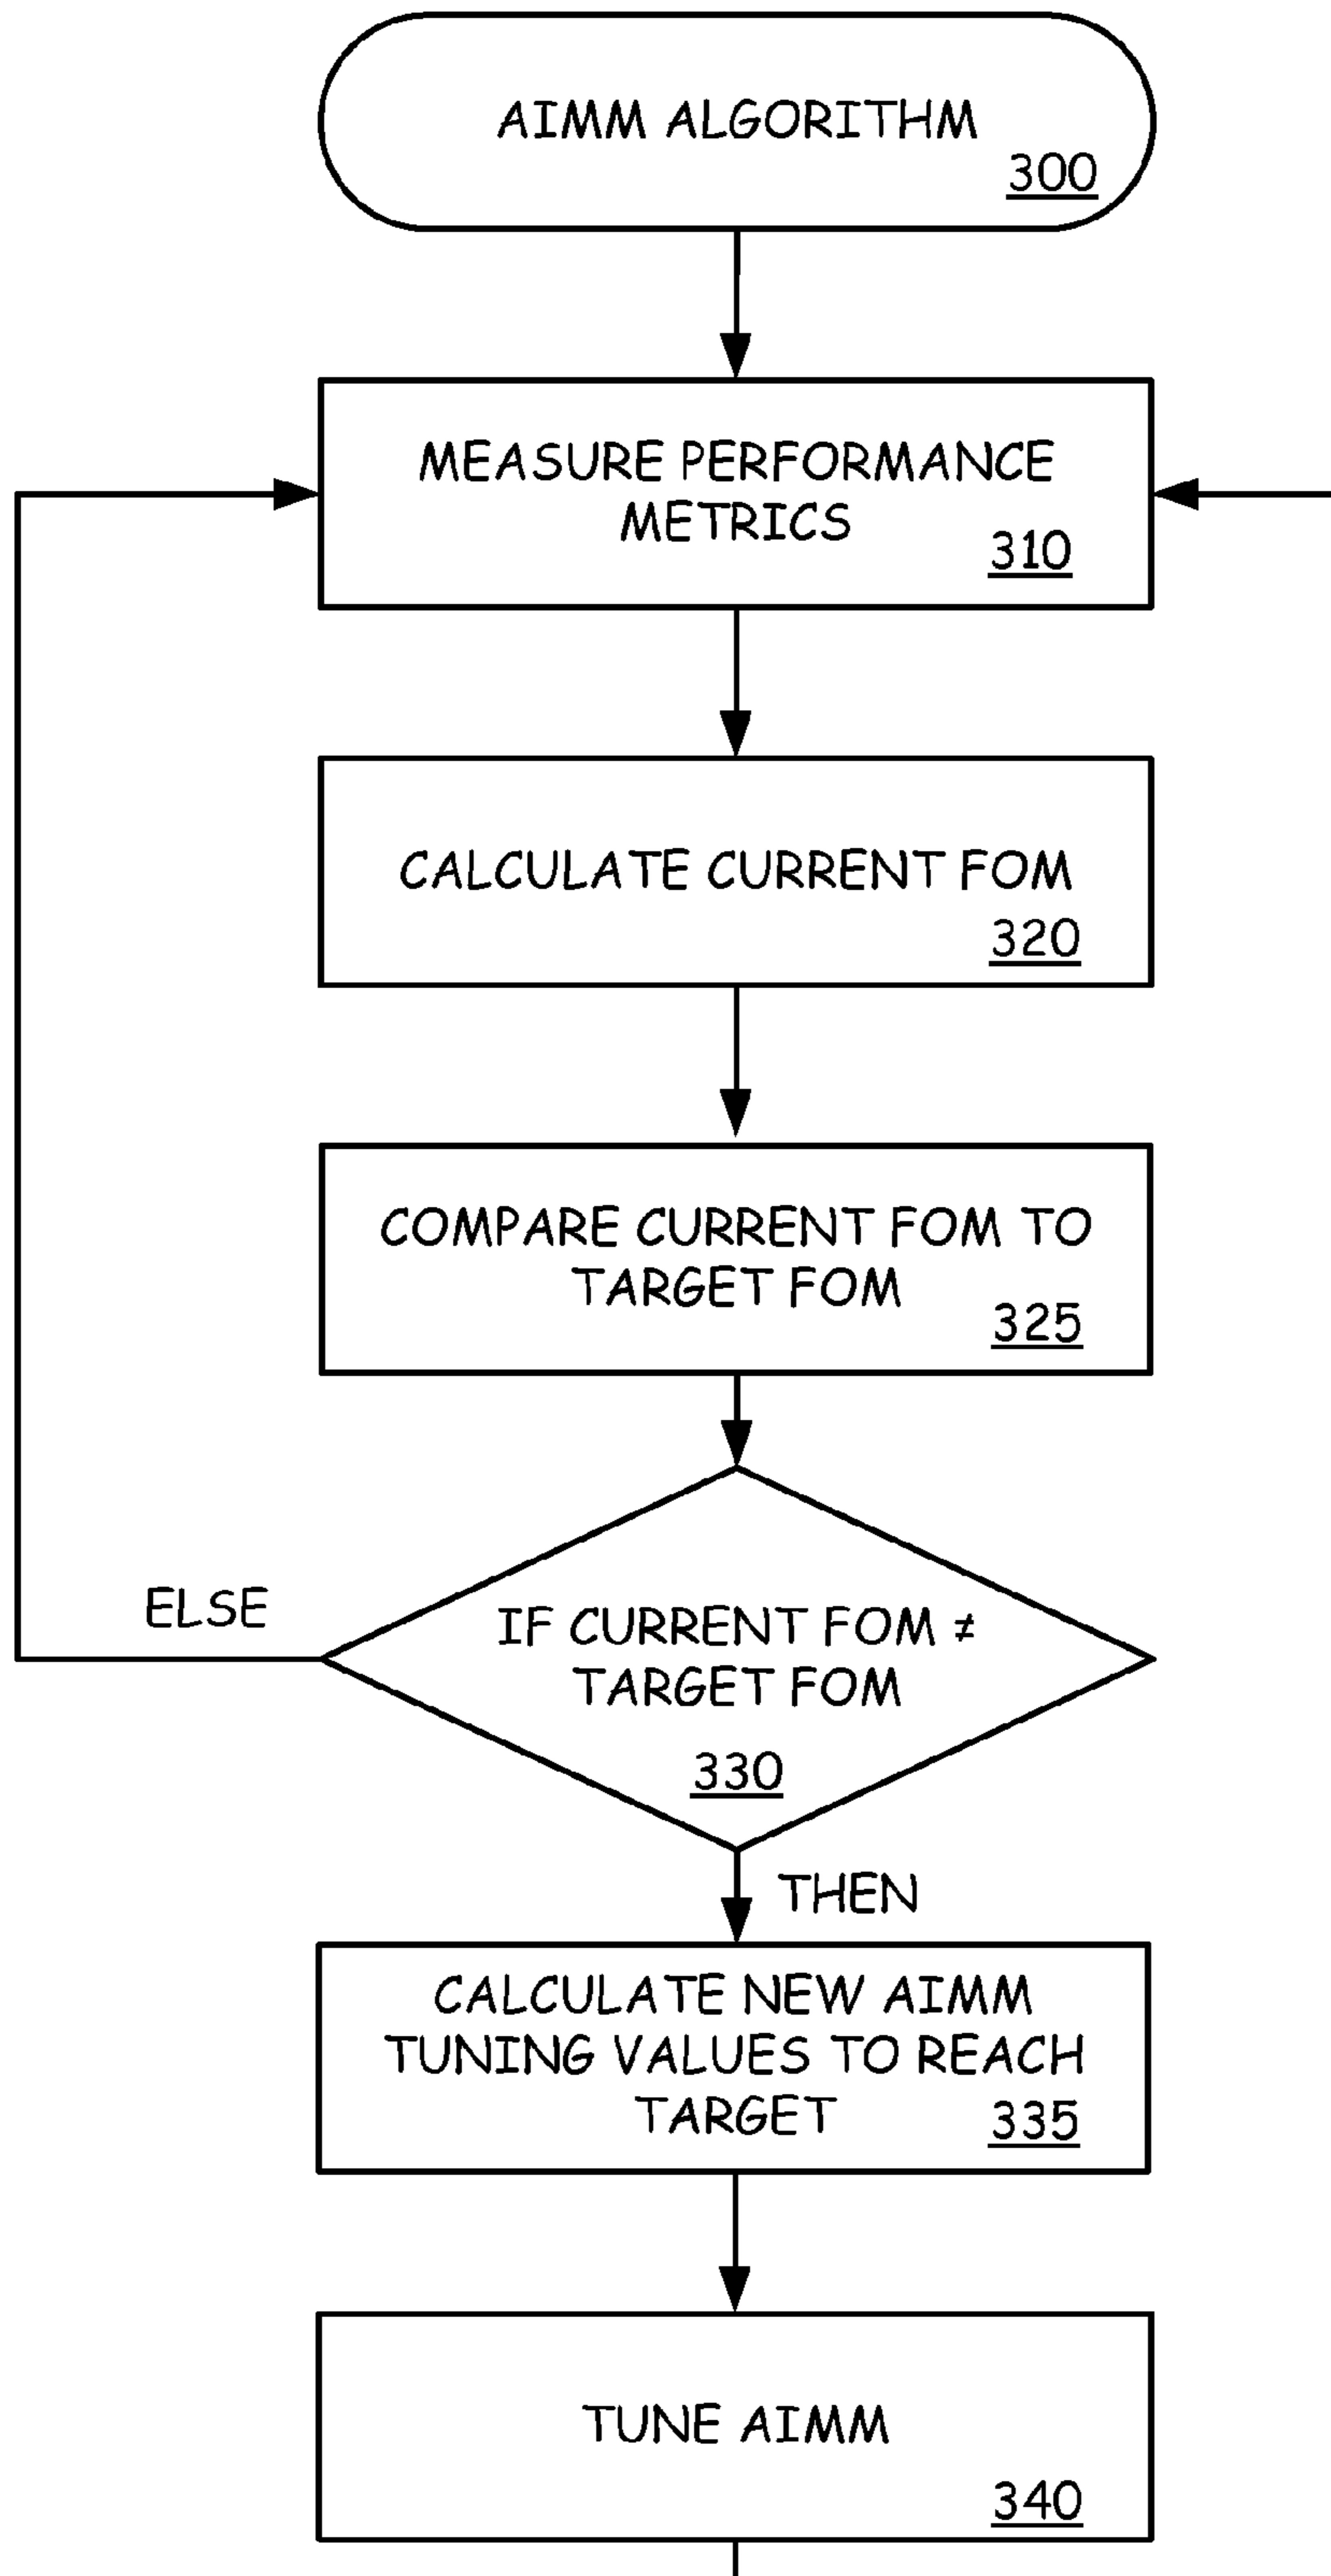 AIMM ALGORITHM
300
MEASURE PERFORMANCE
METRICS
310
CALCULATE CURRENT FOM
320
COMPARE CURRENT FOM TO
TARGET FOM
325
IF CURRENT FOM ≠
TARGET FOM
330
ELSE
THEN
CALCULATE NEW AIMM
TUNING VALUES TO REACH
TARGET
335
TUNE AIMM
340